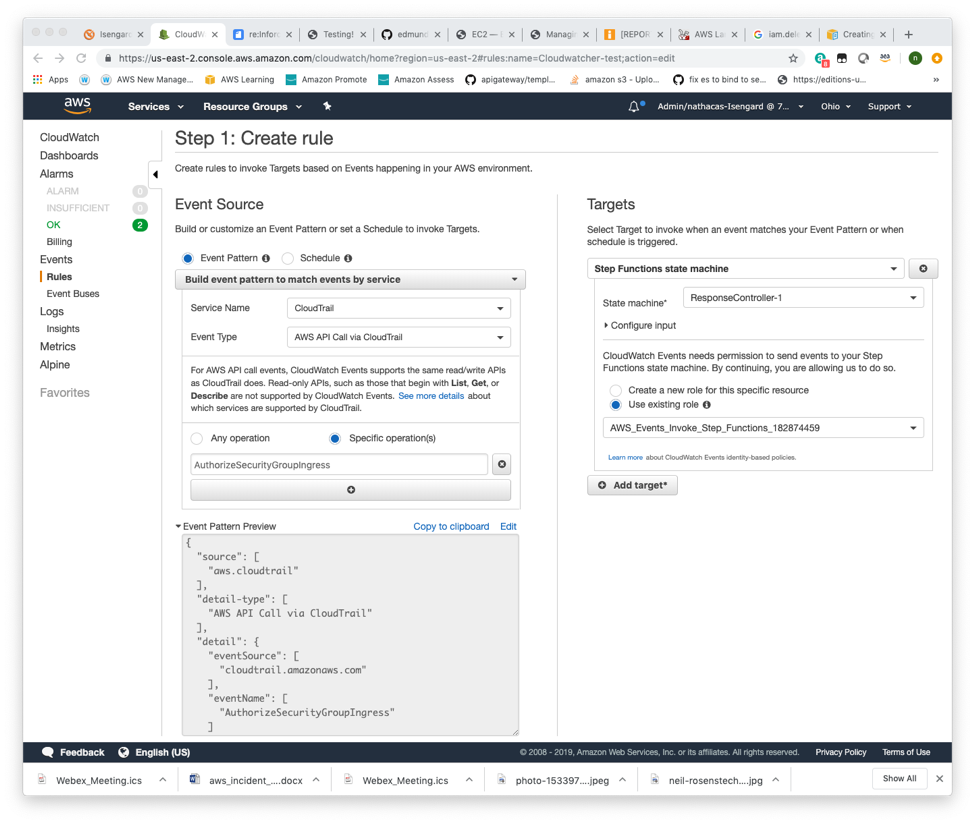 Isengard
CloudW
re:Infor
Testing!
edmund
EC2 —
Managin
[REPOR
AWS La
iam.dele
Creating
https://us-east-2.console.aws.amazon.com/cloudwatch/home?region=us-east-2#rules:name=Cloudwatcher-test;action=edit
Apps
AWS New Manage...
AWS Learning
Amazon Promote
Amazon Assess
apigateway/templ...
amazon s3 - Uplo...
fix es to bind to se...
https://editions-u...
»
aws
Services
Resource Groups
Admin/nathacas-Isengard @ 7...
Ohio
Support
CloudWatch
Dashboards
Alarms
ALARM 0
INSUFFICIENT 0
OK 2
Billing
Events
Rules
Event Buses
Logs
Insights
Metrics
Alpine
Favorites
Step 1: Create rule
Create rules to invoke Targets based on Events happening in your AWS environment.
Event Source
Build or customize an Event Pattern or set a Schedule to invoke Targets.
Event Pattern
Schedule
Build event pattern to match events by service
Service Name CloudTrail
Event Type AWS API Call via CloudTrail
For AWS API call events, CloudWatch Events supports the same read/write APIs
as CloudTrail does. Read-only APIs, such as those that begin with List, Get, or
Describe are not supported by CloudWatch Events. See more details about
which services are supported by CloudTrail.
Any operation
Specific operation(s)
AuthorizeSecurityGroupIngress
Event Pattern Preview
Copy to clipboard
Edit
{
"source": [
"aws.cloudtrail"
],
"detail-type": [
"AWS API Call via CloudTrail"
],
"detail": {
"eventSource": [
"cloudtrail.amazonaws.com"
],
"eventName": [
"AuthorizeSecurityGroupIngress"
]
Targets
Select Target to invoke when an event matches your Event Pattern or when
schedule is triggered.
Step Functions state machine
State machine* ResponseController-1
Configure input
CloudWatch Events needs permission to send events to your Step
Functions state machine. By continuing, you are allowing us to do so.
Create a new role for this specific resource
Use existing role
AWS_Events_Invoke_Step_Functions_182874459
Learn more about CloudWatch Events identity-based policies.
Add target*
Feedback
English (US)
© 2008 - 2019, Amazon Web Services, Inc. or its affiliates. All rights reserved.
Privacy Policy
Terms of Use
Webex_Meeting.ics
aws_incident_....docx
Webex_Meeting.ics
photo-153397....jpeg
neil-rosenstech....jpg
Show All